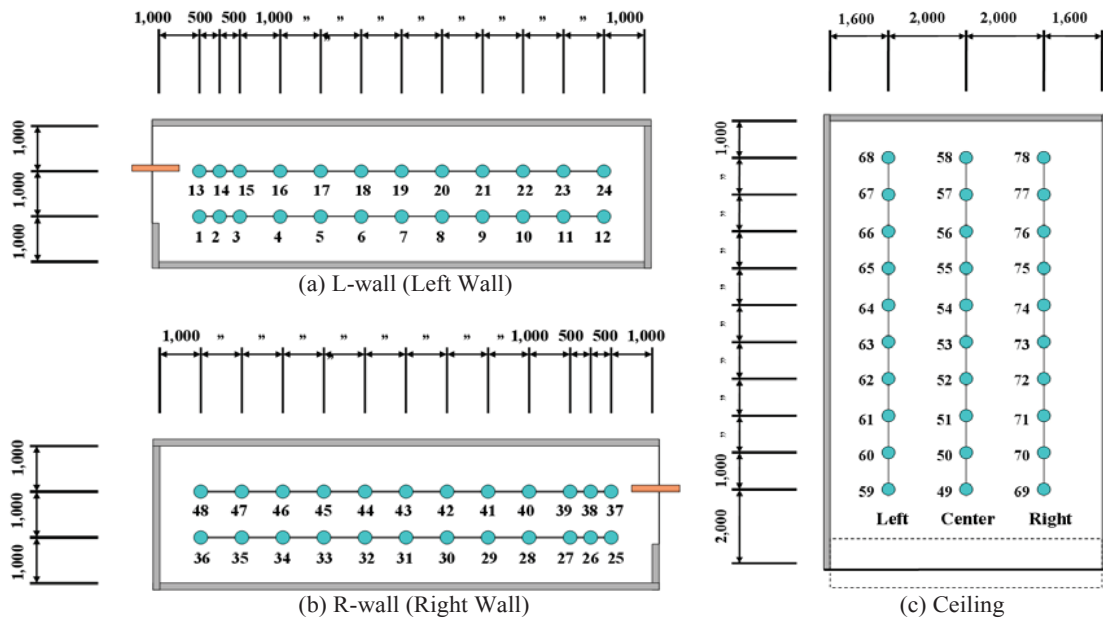 1,000 500 500 1,000 ” ” ” ” ” ” ” ” 1,000
1,000
1,000
1,000
13 14 15 16 17 18 19 20 21 22 23 24
1 2 3 4 5 6 7 8 9 10 11 12
(a) L-wall (Left Wall)
1,000 ” ” ” ” ” ” ” ” 1,000 500 500 1,000
1,000
1,000
1,000
48 47 46 45 44 43 42 41 40 39 38 37
36 35 34 33 32 31 30 29 28 27 26 25
(b) R-wall (Right Wall)
1,600 2,000 2,000 1,600
1,000
”
”
”
”
”
”
”
”
1,000
2,000
68 58 78
67 57 77
66 56 76
65 55 75
64 54 74
63 53 73
62 52 72
61 51 71
60 50 70
59 49 69
Left Center Right
(c) Ceiling